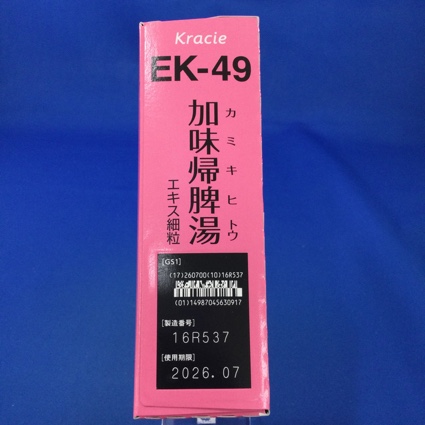 Kracie
EK-49
加味帰脾湯
カミキヒトウ
エキス細粒
[GS1]
(17)260700(10)16R537
(01)14987045630917
[製造番号]
16R537
[使用期限]
2026.07